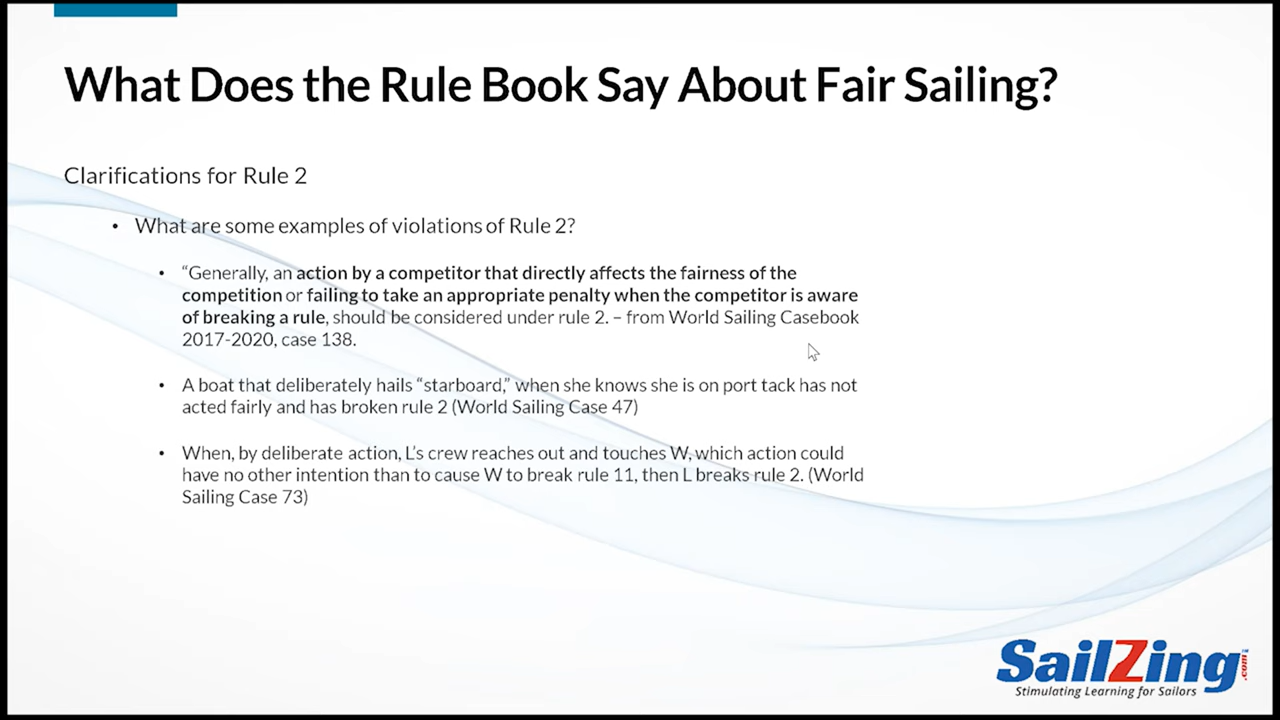 What Does the Rule Book Say About Fair Sailing?
Clarifications for Rule 2
• What are some examples of violations of Rule 2?
• “Generally, an action by a competitor that directly affects the fairness of the
competition or failing to take an appropriate penalty when the competitor is aware
of breaking a rule, should be considered under rule 2. – from World Sailing Casebook
2017-2020, case 138.
• A boat that deliberately hails “starboard,” when she knows she is on port tack has not
acted fairly and has broken rule 2 (World Sailing Case 47)
• When, by deliberate action, L’s crew reaches out and touches W, which action could
have no other intention than to cause W to break rule 11, then L breaks rule 2. (World
Sailing Case 73)
SailZing.com
Stimulating Learning for Sailors